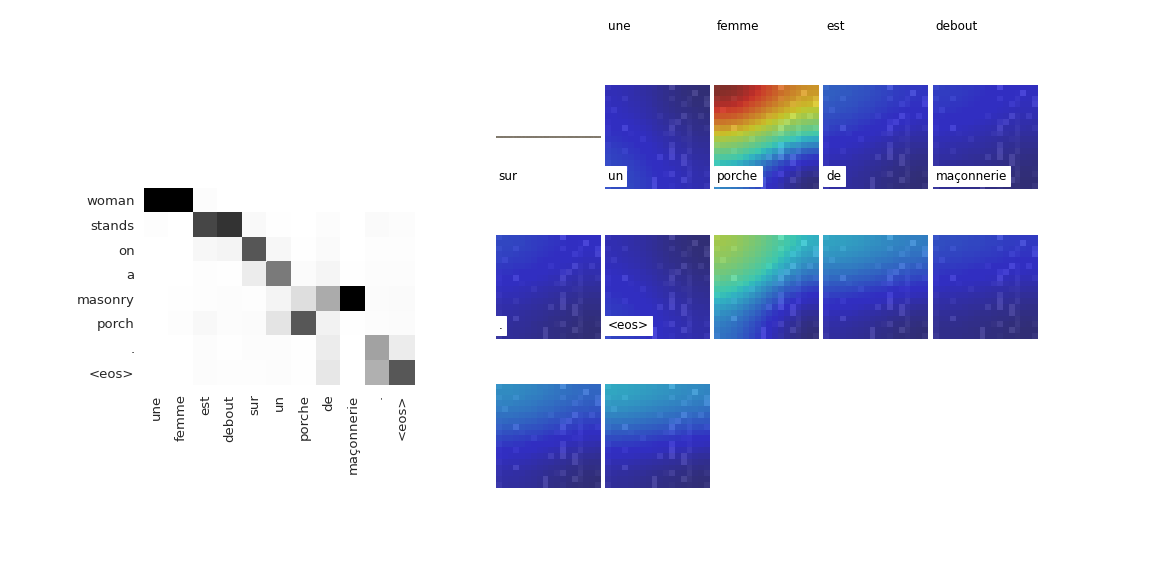 woman
stands
on
a
masonry
porch
.
<eos>
une
femme
est
debout
sur
un
porche
de
maçonnerie
.
<eos>
une
femme
est
debout
sur
un
porche
de
maçonnerie
.
<eos>